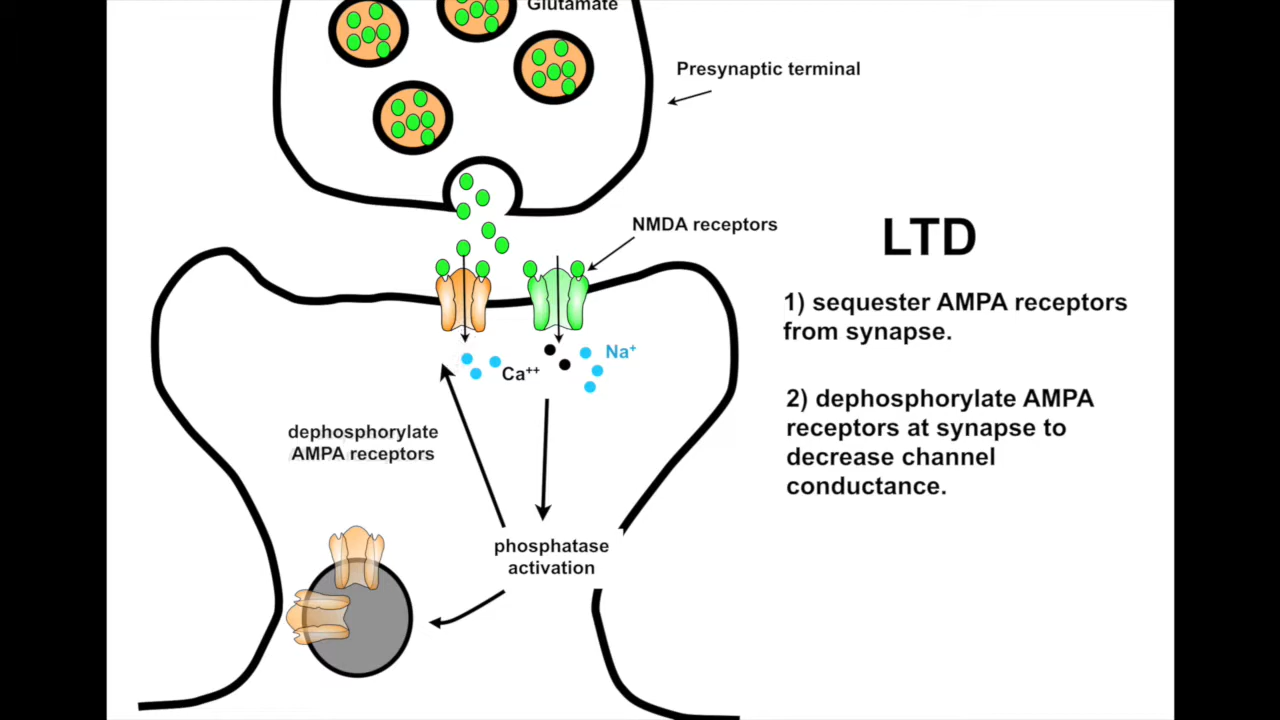 Glutamate
Presynaptic terminal
NMDA receptors
LTD
1) sequester AMPA receptors
from synapse.
Na⁺
Ca⁺⁺
2) dephosphorylate AMPA
receptors at synapse to
decrease channel
conductance.
dephosphorylate
AMPA receptors
phosphatase
activation